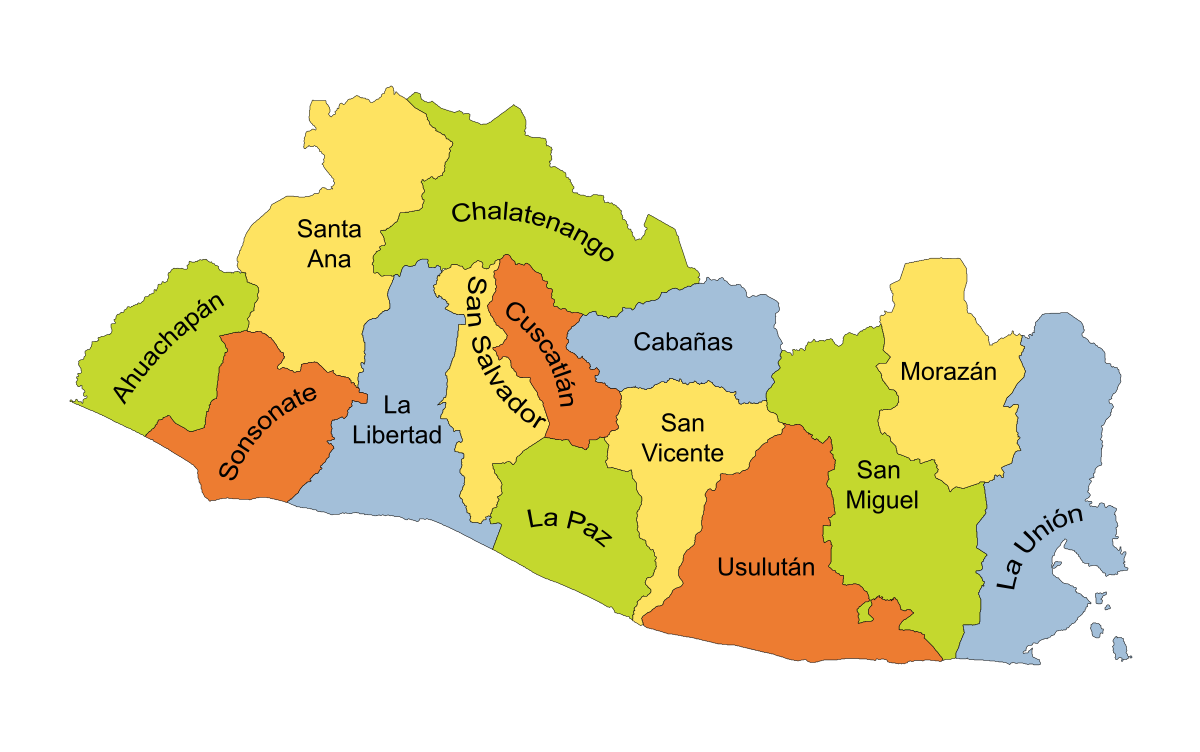 Chalatenango
Santa
Ana
Ahuachapán
San Salvador
Cuscatlán
Cabañas
Morazán
Sonsonate
La
Libertad
San
Vicente
San
Miguel
La Paz
Usulután
La Unión